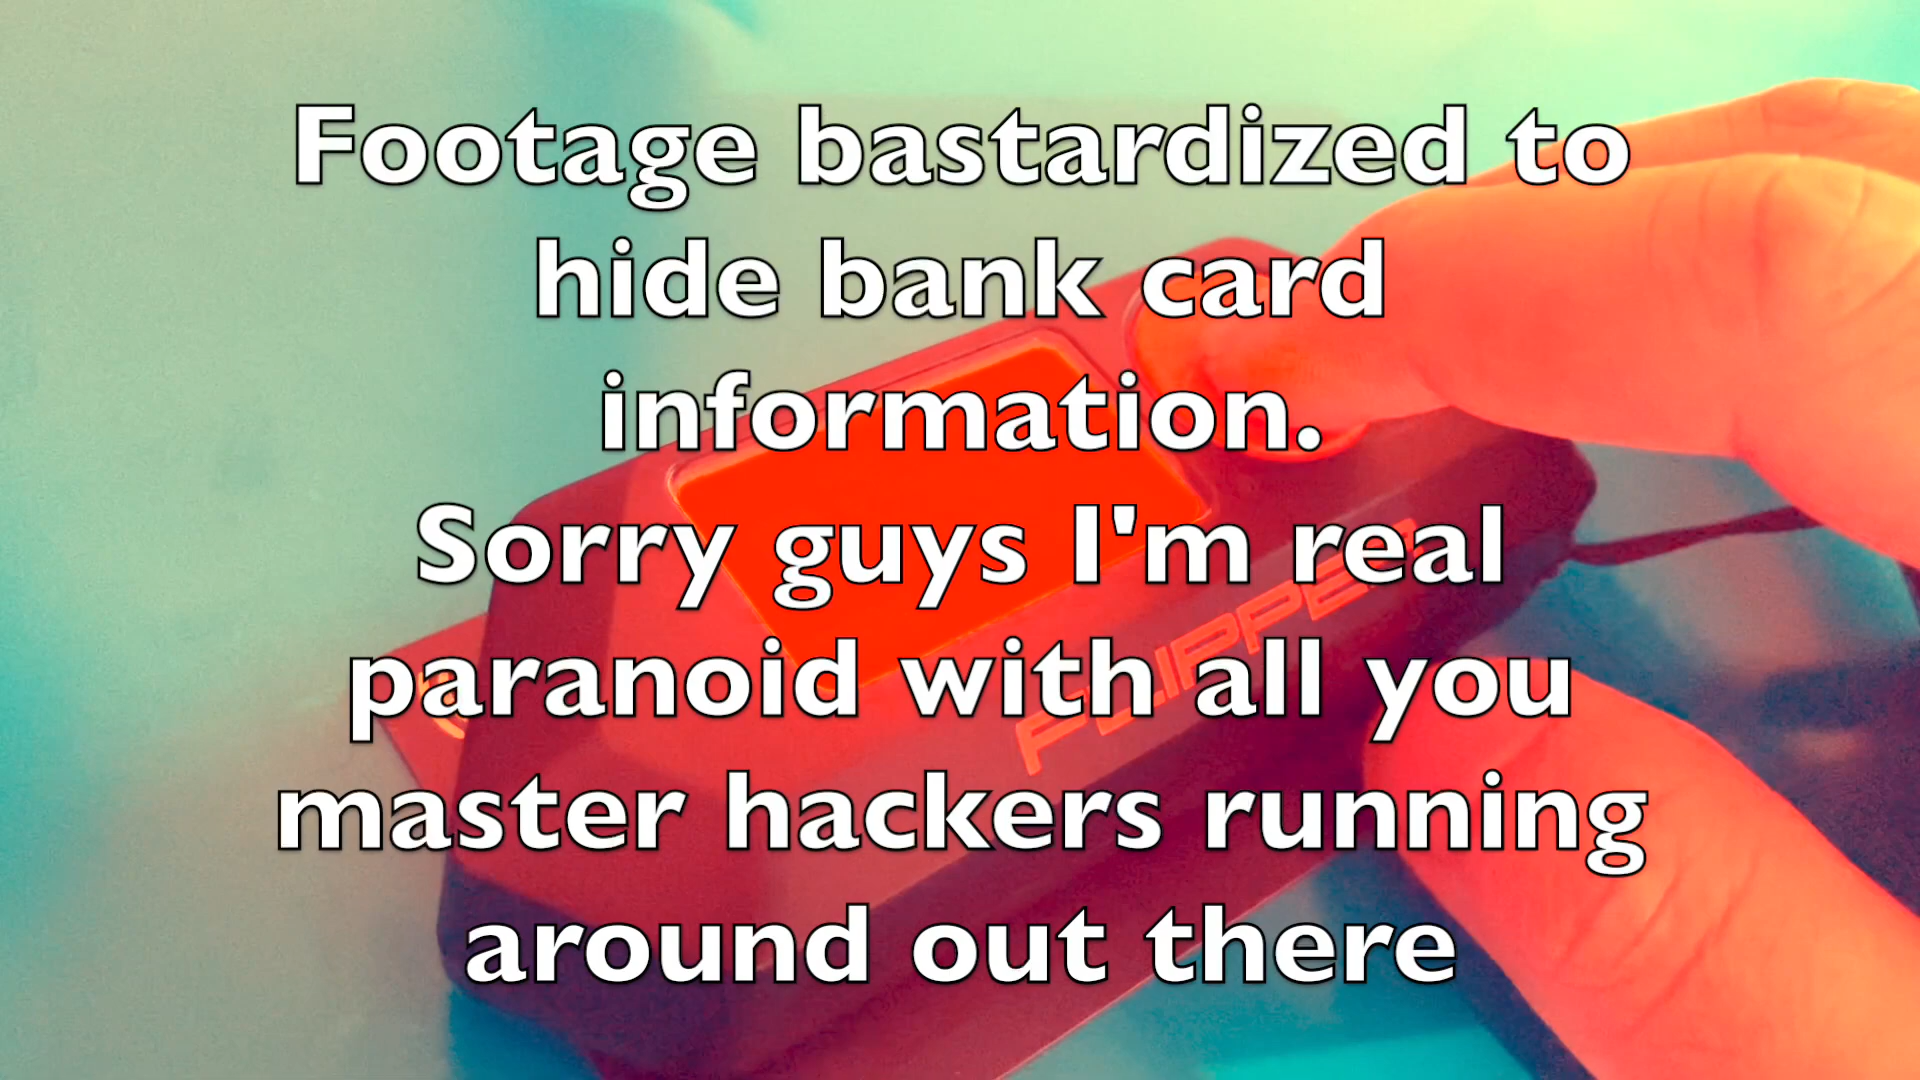 Footage bastardized to
hide bank card
information.
Sorry guys I'm real
paranoid with all you
master hackers running
around out there
FLIPPER